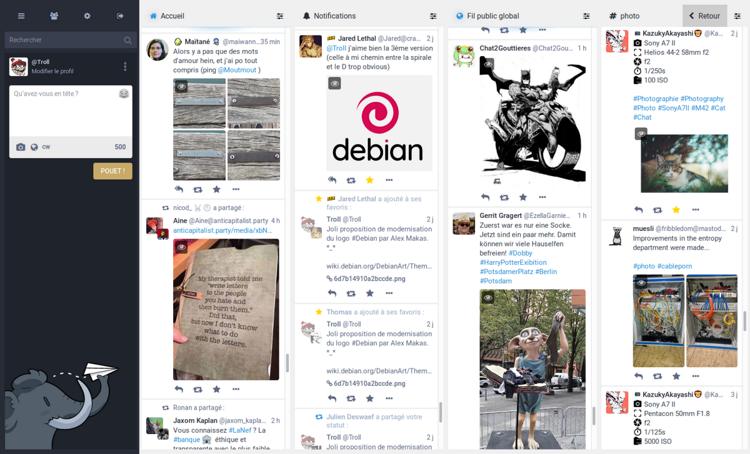 Rechercher
@Troll
Modifier le profil
Qu'avez-vous en tête ?
CW
500
POUET !
Accueil
Maïtané @maiwann... 35 min
Alors y a pas que des mots
d'amour hein, et j'ai po tout
compris (ping @Moutmout )
nicod_ a partagé :
Aine @Aine@anticapitalist.party 4 h
anticapitalist.party/media/xbN...
My therapist told me
"write letters
to the people
you hate and
then burn them."
Did that,
but now I don't know
what to do
with the letters.
Ronan a partagé :
Jaxom Kaplan @jaxom_kapla... 2 h
Vous connaissez #LaNef ? La
#banque éthique et
transparente avec le plus faible
Notifications
Jared Lethal @Jared@cra... 2 j
@Troll j'aime bien la 3ème version
(celle à mi chemin entre la spirale
et le D trop obvious)
debian
Jared Lethal a ajouté à ses
favoris :
Troll @Troll 2 j
Joli proposition de modernisation
du logo #Debian par Alex Makas.
^_^
wiki.debian.org/DebianArt/Them...
6d7b14910a2bccde.png
Thomas a ajouté à ses favoris :
Troll @Troll 2 j
Joli proposition de modernisation
du logo #Debian par Alex Makas.
^_^
wiki.debian.org/DebianArt/Them...
6d7b14910a2bccde.png
Julien Deswaef a partagé votre
statut :
Troll @Troll 2 j
Joli proposition de modernisation
Fil public global
Chat2Gouttieres @Chat2Gou... 1 h
Gerrit Gragert @EzellaGarnie... 1 h
Zuerst war es nur eine Socke.
Jetzt sind ein paar mehr. Damit
können wir viele Hauselfen
befreien! #Dobby
#HarryPotterExibition
#PotsdamerPlatz #Berlin
#Potsdam
# photo
Retour
KazukyAkayashi @Ka... 2 j
Sony A7 II
Helios 44-2 58mm f2
f2
1/250s
100 ISO
#Photographie #Photography
#Photo #SonyA7II #M42 #Cat
#Chat
muesli @fribbledom@mastod... 2 j
Improvements in the entropy
department were made...
#photo #cableporn
KazukyAkayashi @Ka... 3 j
Sony A7 II
Pentacon 50mm F1.8
f2
1/125s
5000 ISO